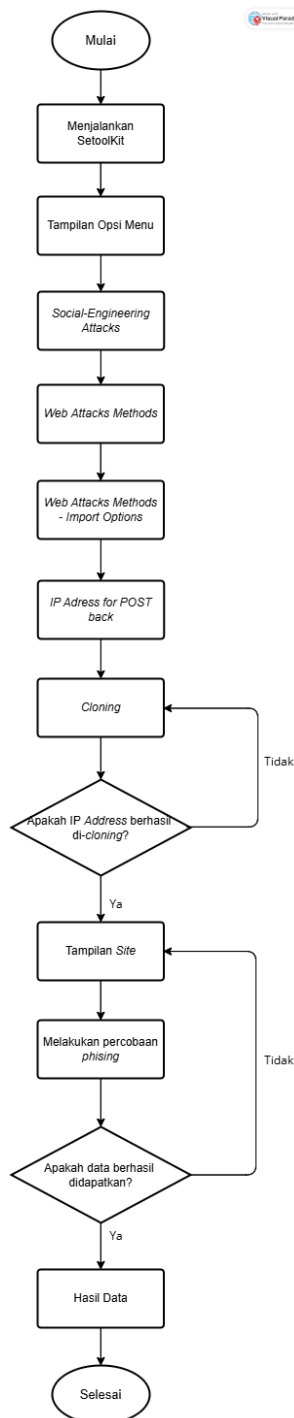 Mulai
Menjalankan
SetoolKit
Tampilan Opsi Menu
Social-Engineering
Attacks
Web Attacks Methods
Web Attacks Methods
- Import Options
IP Adress for POST
back
Cloning
Tidak
Apakah IP Address berhasil
di-cloning?
Ya
Tampilan Site
Melakukan percobaan
phising
Tidak
Apakah data berhasil
didapatkan?
Ya
Hasil Data
Selesai